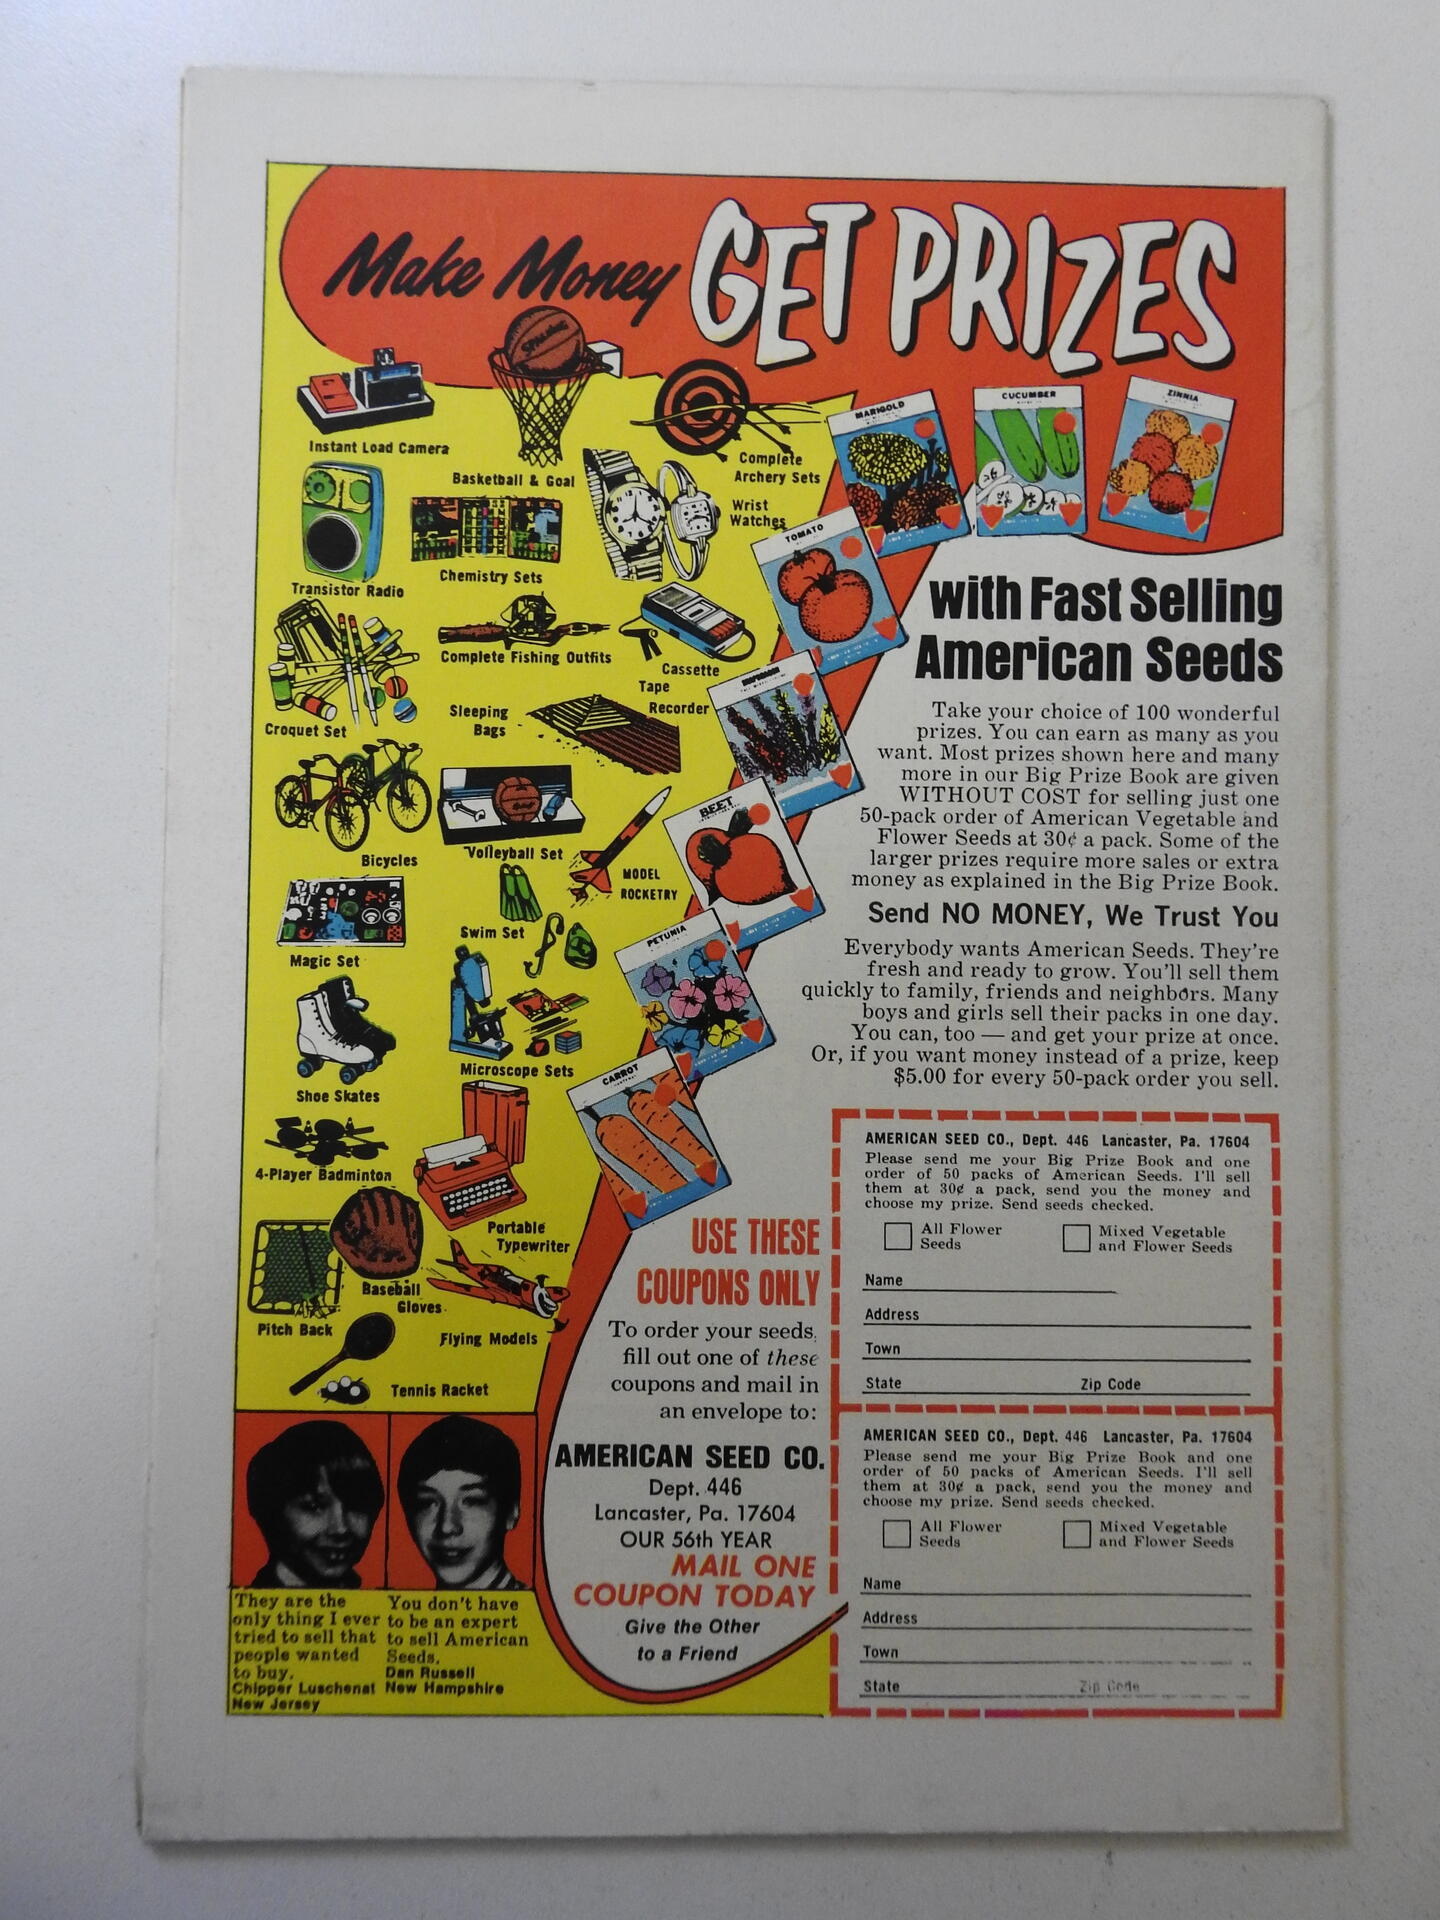 Make Money GET PRIZES
SPALDING
Instant Load Camera
Basketball & Goal
Complete
Archery Sets
Wrist
Watches
Transistor Radio
Chemistry Sets
Complete Fishing Outfits
Cassette
Tape
Recorder
Croquet Set
Sleeping
Bags
Bicycles
Volleyball Set
MODEL
ROCKETRY
Magic Set
Swim Set
Shoe Skates
Microscope Sets
4-Player Badminton
Portable
Typewriter
Baseball
Gloves
Pitch Back
Flying Models
Tennis Racket
MARIGOLD
CUCUMBER
ZINNIA
TOMATO
BEET
PETUNIA
CARROT
with Fast Selling
American Seeds
Take your choice of 100 wonderful
prizes. You can earn as many as you
want. Most prizes shown here and many
more in our Big Prize Book are given
WITHOUT COST for selling just one
50-pack order of American Vegetable and
Flower Seeds at 30¢ a pack. Some of the
larger prizes require more sales or extra
money as explained in the Big Prize Book.
Send NO MONEY, We Trust You
Everybody wants American Seeds. They're
fresh and ready to grow. You'll sell them
quickly to family, friends and neighbors. Many
boys and girls sell their packs in one day.
You can, too — and get your prize at once.
Or, if you want money instead of a prize, keep
$5.00 for every 50-pack order you sell.
USE THESE
COUPONS ONLY
To order your seeds,
fill out one of these
coupons and mail in
an envelope to:
AMERICAN SEED CO.
Dept. 446
Lancaster, Pa. 17604
OUR 56th YEAR
MAIL ONE
COUPON TODAY
Give the Other
to a Friend
AMERICAN SEED CO., Dept. 446 Lancaster, Pa. 17604
Please send me your Big Prize Book and one
order of 50 packs of American Seeds. I'll sell
them at 30¢ a pack, send you the money and
choose my prize. Send seeds checked.
All Flower
Seeds
Mixed Vegetable
and Flower Seeds
Name
Address
Town
State Zip Code
AMERICAN SEED CO., Dept. 446 Lancaster, Pa. 17604
Please send me your Big Prize Book and one
order of 50 packs of American Seeds. I'll sell
them at 30¢ a pack, send you the money and
choose my prize. Send seeds checked.
All Flower
Seeds
Mixed Vegetable
and Flower Seeds
Name
Address
Town
State Zip Code
They are the
only thing I ever
tried to sell that
people wanted
to buy.
Chipper Luschenat
New Jersey
You don't have
to be an expert
to sell American
Seeds.
Dan Russell
New Hampshire